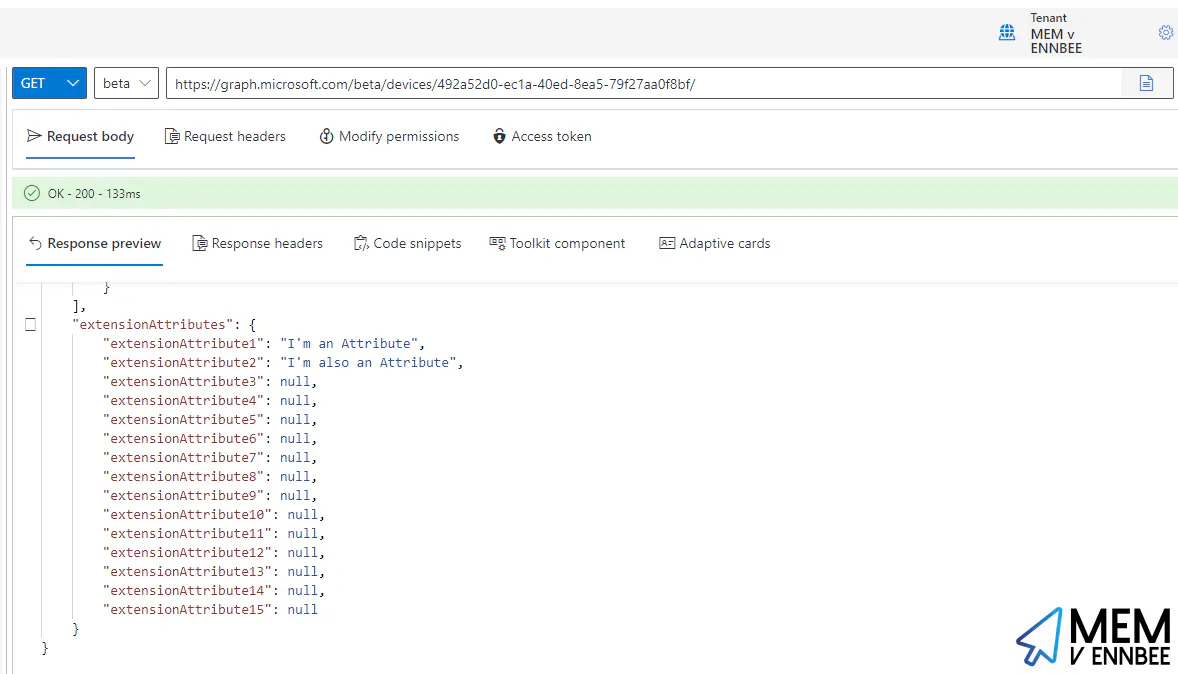 Tenant
MEM v
ENNBEE
GET
beta
https://graph.microsoft.com/beta/devices/492a52d0-ec1a-40ed-8ea5-79f27aa0f8bf/
Request body
Request headers
Modify permissions
Access token
OK - 200 - 133ms
Response preview
Response headers
Code snippets
Toolkit component
Adaptive cards
}
],
"extensionAttributes": {
"extensionAttribute1": "I'm an Attribute",
"extensionAttribute2": "I'm also an Attribute",
"extensionAttribute3": null,
"extensionAttribute4": null,
"extensionAttribute5": null,
"extensionAttribute6": null,
"extensionAttribute7": null,
"extensionAttribute8": null,
"extensionAttribute9": null,
"extensionAttribute10": null,
"extensionAttribute11": null,
"extensionAttribute12": null,
"extensionAttribute13": null,
"extensionAttribute14": null,
"extensionAttribute15": null
}
}
MEM
V ENNBEE